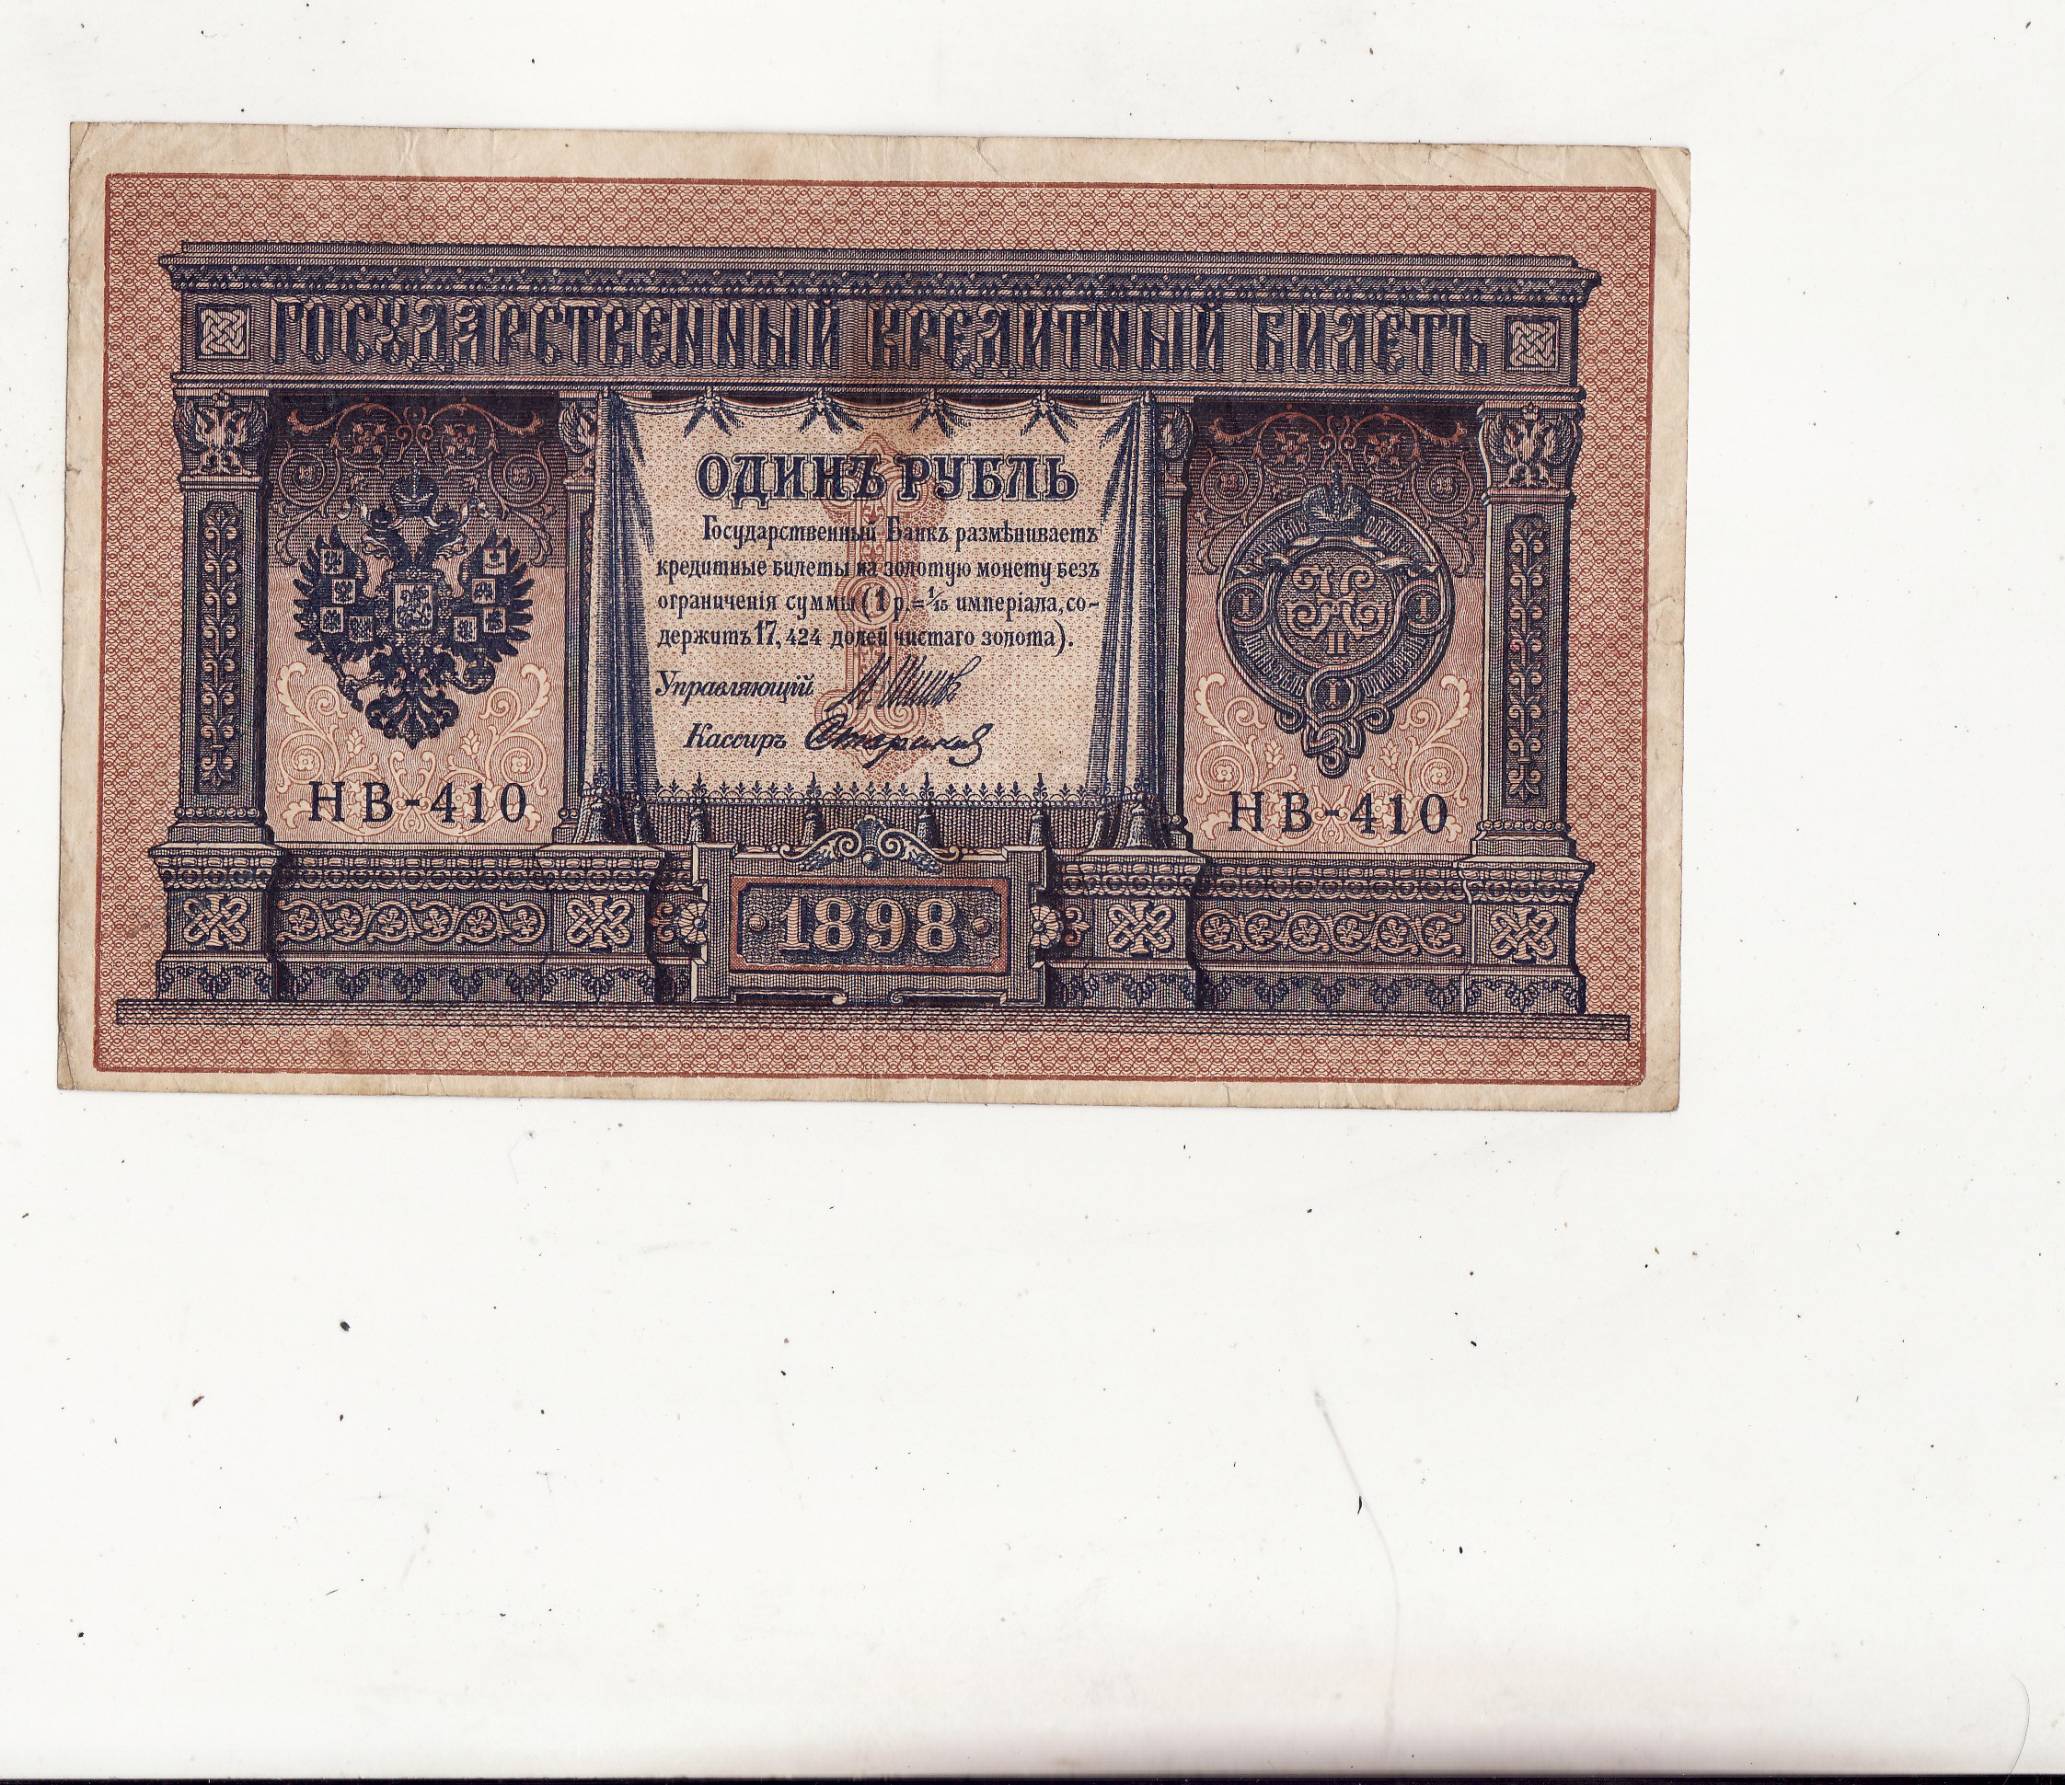 ГОСУДАРСТВЕННЫЙ КРЕДИТНЫЙ БИЛЕТЪ
ОДИНЪ РУБЛЬ
Государственный Банкъ размѣниваетъ
кредитные билеты на золотую монету безъ
ограниченія суммы (1 р.=1/15 имперіала, со-
держитъ 17, 424 долей чистаго золота).
Управляющій
Кассиръ
НВ-410
НВ-410
I
I
I
II
1898